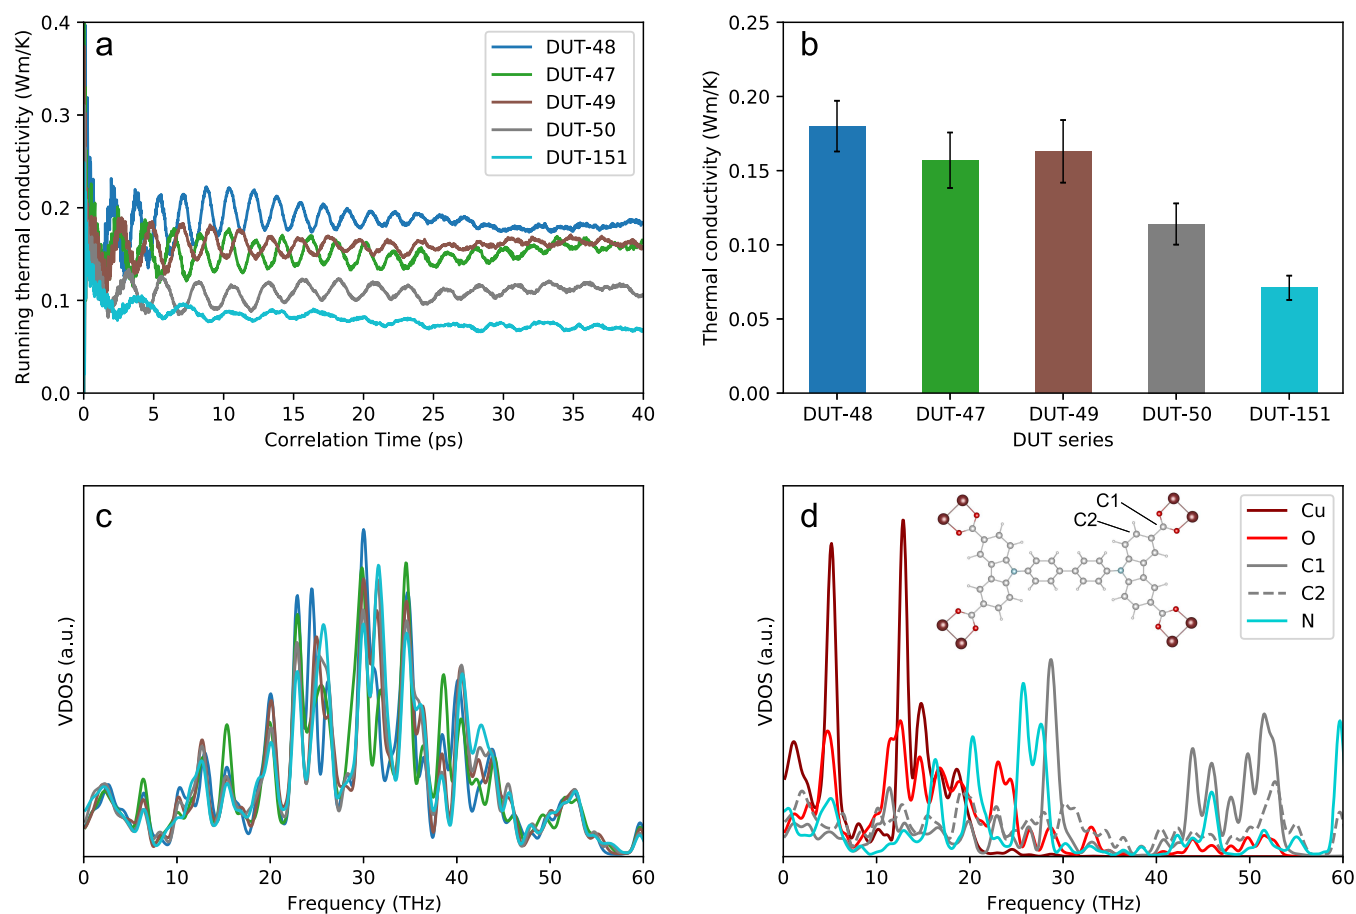 a
0.4
0.3
0.2
0.1
0.0
Running thermal conductivity (Wm/K)
DUT-48
DUT-47
DUT-49
DUT-50
DUT-151
0 5 10 15 20 25 30 35 40
Correlation Time (ps)
b
0.25
0.20
0.15
0.10
0.05
0.00
Thermal conductivity (Wm/K)
DUT-48 DUT-47 DUT-49 DUT-50 DUT-151
DUT series
c
VDOS (a.u.)
0 10 20 30 40 50 60
Frequency (THz)
d
C1
C2
Cu
O
C1
C2
N
VDOS (a.u.)
0 10 20 30 40 50 60
Frequency (THz)